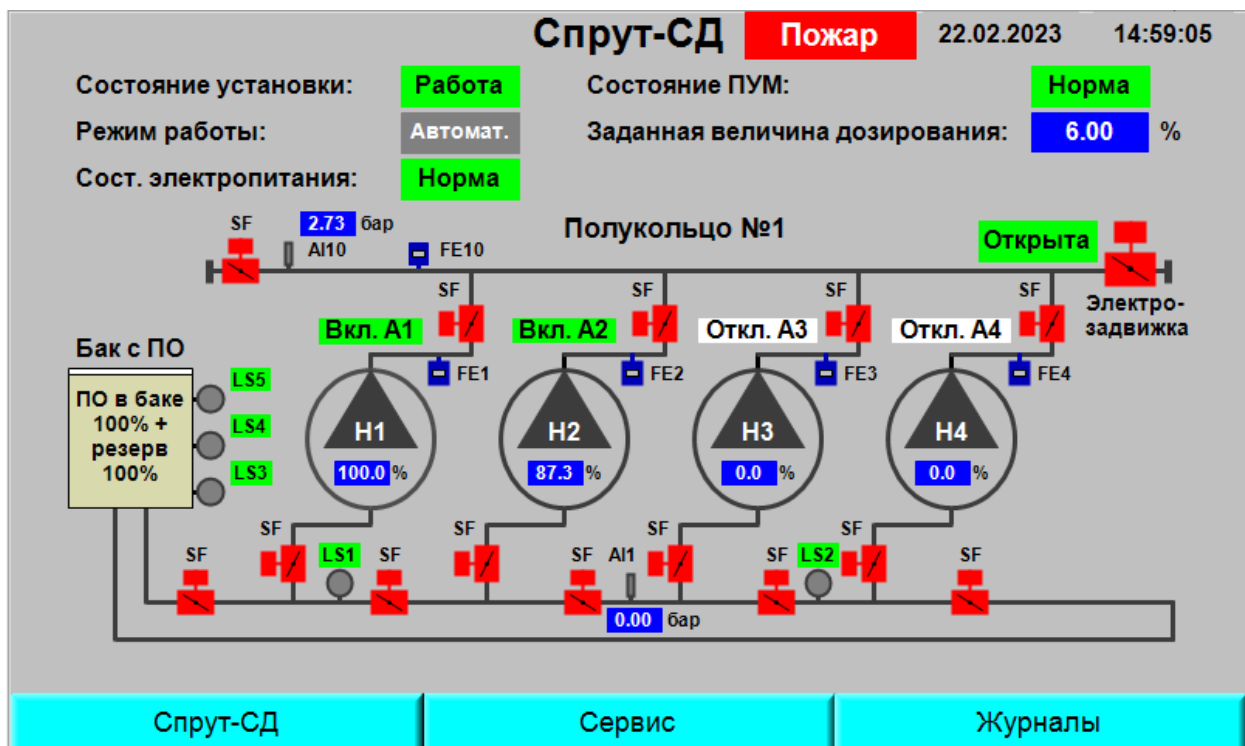 Спрут-СД Пожар 22.02.2023 14:59:05
Состояние установки: Работа Состояние ПУМ: Норма
Режим работы: Автомат. Заданная величина дозирования: 6.00 %
Сост. электропитания: Норма
SF 2.73 бар Полукольцо №1
AI10 FE10 Открыта
SF SF SF SF Электро-
задвижка
Вкл. A1 Вкл. A2 Откл. A3 Откл. A4
Бак с ПО
FE1 FE2 FE3 FE4
LS5
ПО в баке
100% +
резерв
100%
LS4
LS3
H1 H2 H3 H4
100.0 % 87.3 % 0.0 % 0.0 %
SF SF SF SF
SF LS1 SF SF AI1 SF LS2 SF
0.00 бар
Спрут-СД Сервис Журналы